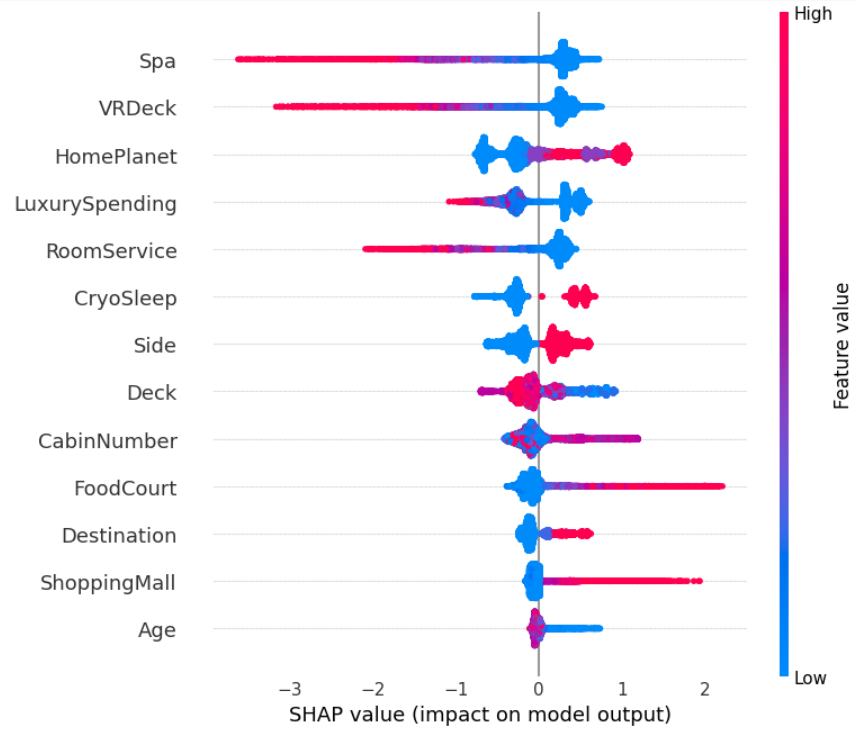 High
Spa
VRDeck
HomePlanet
LuxurySpending
RoomService
CryoSleep
Side
Deck
CabinNumber
FoodCourt
Destination
ShoppingMall
Age
Feature value
Low
−3 −2 −1 0 1 2
SHAP value (impact on model output)